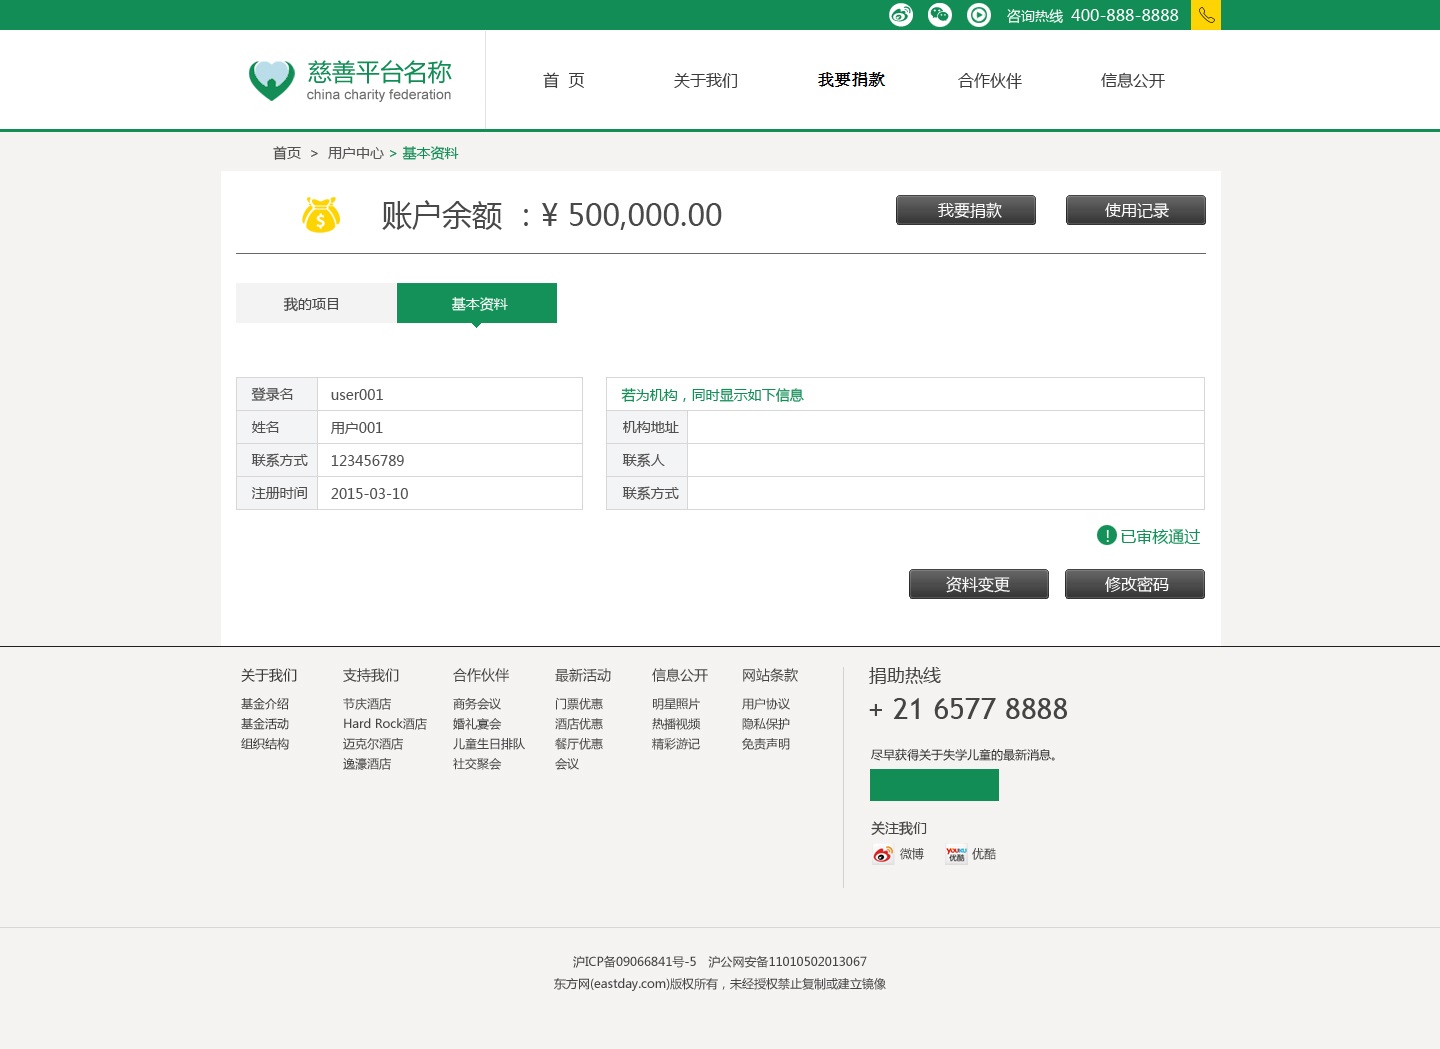 咨询热线 400-888-8888
慈善平台名称
china charity federation
首 页 关于我们 我要捐款 合作伙伴 信息公开
首页 > 用户中心 > 基本资料
账户余额 ：¥ 500,000.00
我要捐款 使用记录
我的项目 基本资料
登录名 user001
姓名 用户001
联系方式 123456789
注册时间 2015-03-10
若为机构，同时显示如下信息
机构地址
联系人
联系方式
! 已审核通过
资料变更 修改密码
关于我们
基金介绍
基金活动
组织结构
支持我们
节庆酒店
Hard Rock酒店
迈克尔酒店
逸濠酒店
合作伙伴
商务会议
婚礼宴会
儿童生日排队
社交聚会
最新活动
门票优惠
酒店优惠
餐厅优惠
会议
信息公开
明星照片
热播视频
精彩游记
网站条款
用户协议
隐私保护
免责声明
捐助热线
+ 21 6577 8888
尽早获得关于失学儿童的最新消息。
关注我们
微博 YOUKU 优酷 优酷
沪ICP备09066841号-5 沪公网安备11010502013067
东方网(eastday.com)版权所有，未经授权禁止复制或建立镜像